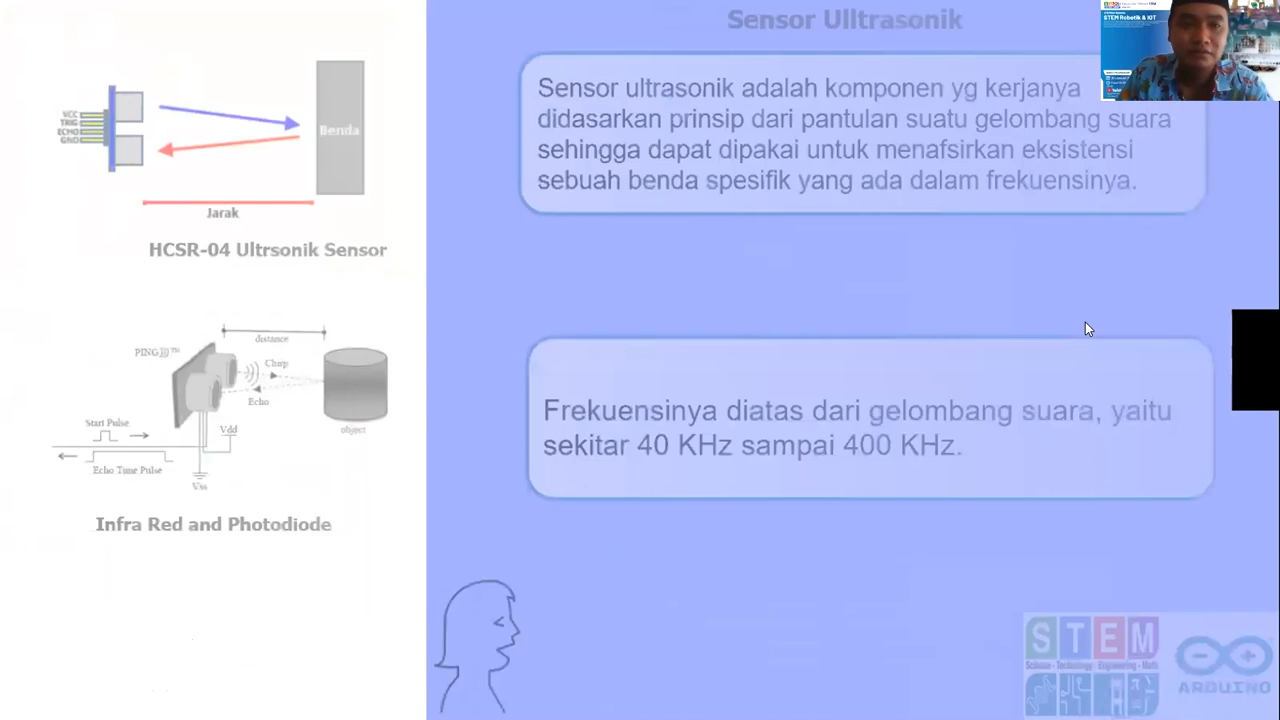 Sensor Ulltrasonik
STEM Robotik & IOT
VCC
TRIG
ECHO
GND
Benda
Jarak
HCSR-04 Ultrsonik Sensor
Sensor ultrasonik adalah komponen yg kerjanya
didasarkan prinsip dari pantulan suatu gelombang suara
sehingga dapat dipakai untuk menafsirkan eksistensi
sebuah benda spesifik yang ada dalam frekuensinya.
distance
PING)))™
Chirp
Echo
Start Pulse
Vdd
object
Echo Time Pulse
Vss
Infra Red and Photodiode
Frekuensinya diatas dari gelombang suara, yaitu
sekitar 40 KHz sampai 400 KHz.
STEM
Science - Technology - Engineering - Math
ARDUINO